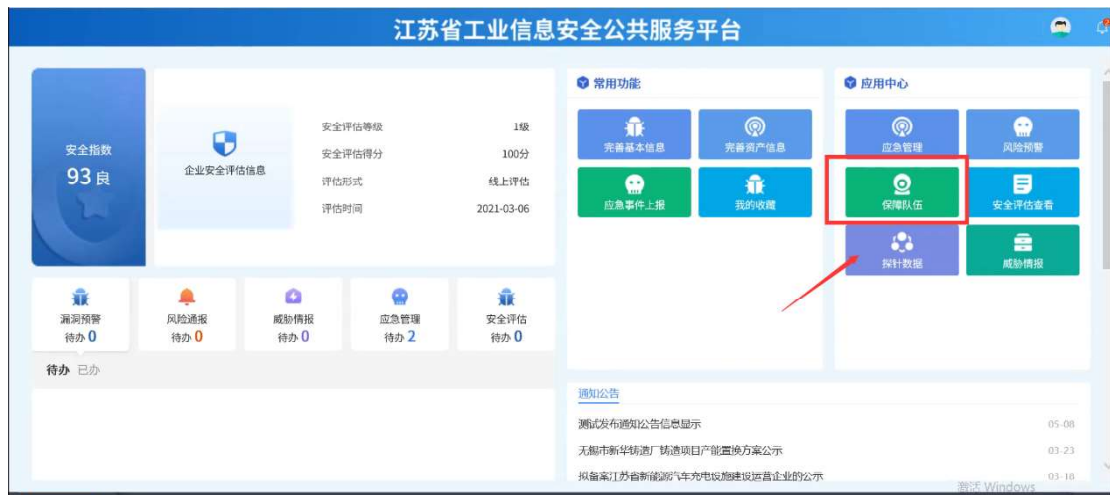 江苏省工业信息安全公共服务平台
安全指数
93 良
企业安全评估信息
安全评估等级 1级
安全评估得分 100分
评估形式 线上评估
评估时间 2021-03-06
常用功能
完善基本信息 完善资产信息
应急事件上报 我的收藏
应用中心
应急管理 风险预警
保障队伍 安全评估查看
探针数据 威胁情报
漏洞预警 风险通报 威胁情报 应急管理 安全评估
待办 0 待办 0 待办 0 待办 2 待办 0
待办 已办
通知公告
测试发布通知公告信息显示 05-08
无锡市新华铸造厂铸造项目产能置换方案公示 03-23
拟备案江苏省新能源汽车充电设施建设运营企业的公示 03-10
激活 Windows